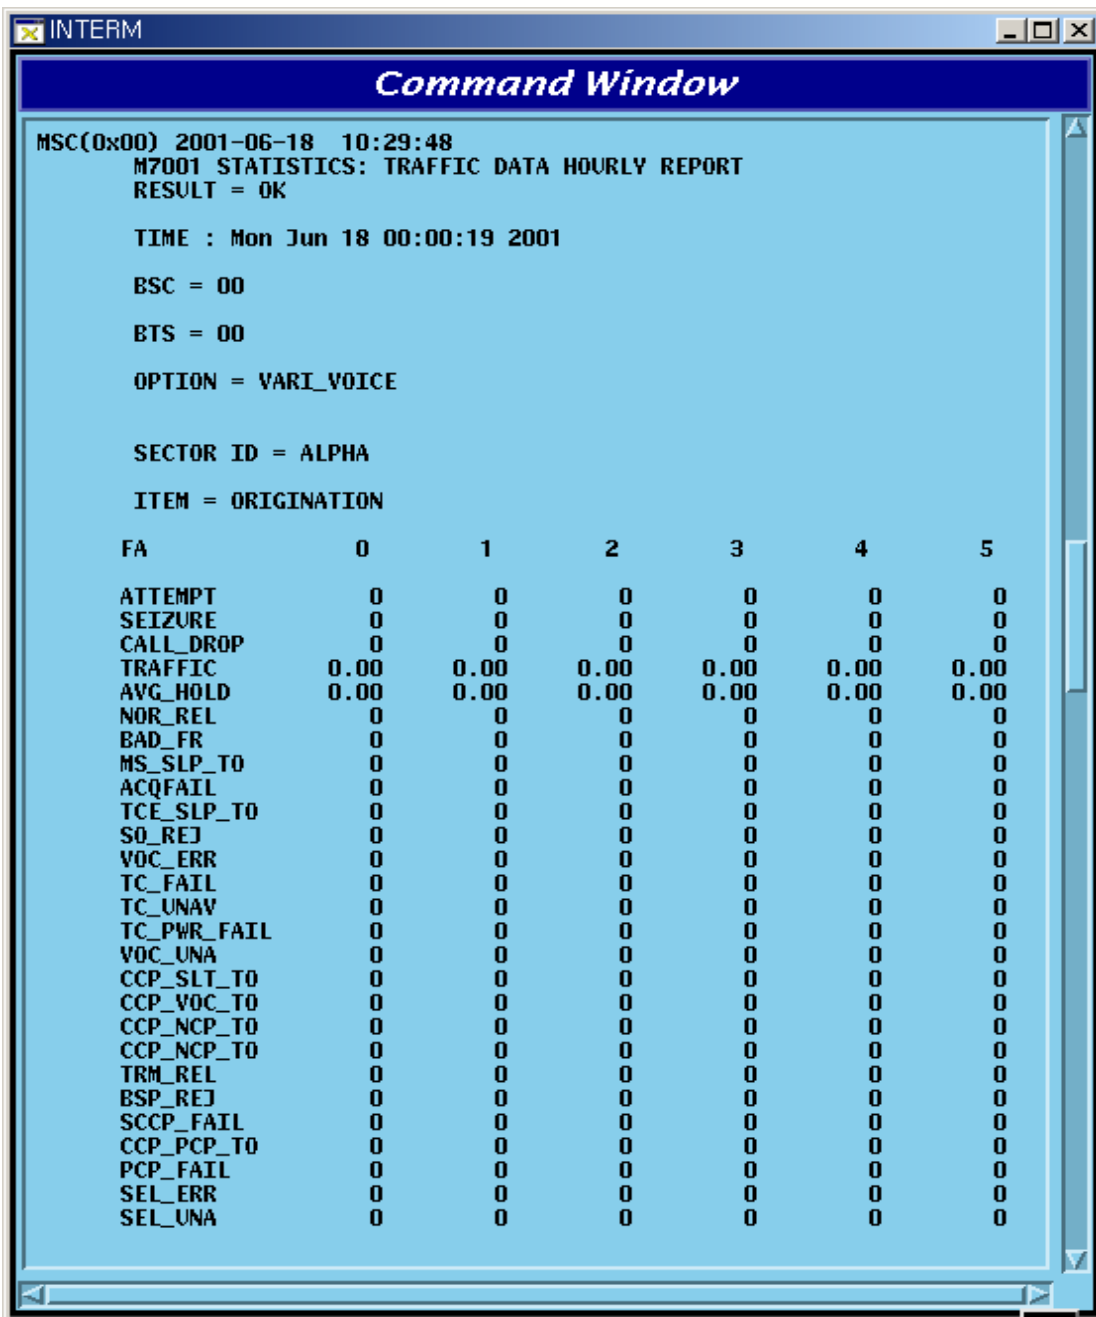 INTERM
Command Window
MSC(0x00) 2001-06-18 10:29:48
M7001 STATISTICS: TRAFFIC DATA HOURLY REPORT
RESULT = OK
TIME : Mon Jun 18 00:00:19 2001
BSC = 00
BTS = 00
OPTION = VARI_VOICE
SECTOR ID = ALPHA
ITEM = ORIGINATION
FA 0 1 2 3 4 5
ATTEMPT 0 0 0 0 0 0
SEIZURE 0 0 0 0 0 0
CALL_DROP 0 0 0 0 0 0
TRAFFIC 0.00 0.00 0.00 0.00 0.00 0.00
AVG_HOLD 0.00 0.00 0.00 0.00 0.00 0.00
NOR_REL 0 0 0 0 0 0
BAD_FR 0 0 0 0 0 0
MS_SLP_TO 0 0 0 0 0 0
ACQFAIL 0 0 0 0 0 0
TCE_SLP_TO 0 0 0 0 0 0
SO_REJ 0 0 0 0 0 0
VOC_ERR 0 0 0 0 0 0
TC_FAIL 0 0 0 0 0 0
TC_UNAV 0 0 0 0 0 0
TC_PWR_FAIL 0 0 0 0 0 0
VOC_UNA 0 0 0 0 0 0
CCP_SLT_TO 0 0 0 0 0 0
CCP_VOC_TO 0 0 0 0 0 0
CCP_NCP_TO 0 0 0 0 0 0
CCP_NCP_TO 0 0 0 0 0 0
TRM_REL 0 0 0 0 0 0
BSP_REJ 0 0 0 0 0 0
SCCP_FAIL 0 0 0 0 0 0
CCP_PCP_TO 0 0 0 0 0 0
PCP_FAIL 0 0 0 0 0 0
SEL_ERR 0 0 0 0 0 0
SEL_UNA 0 0 0 0 0 0